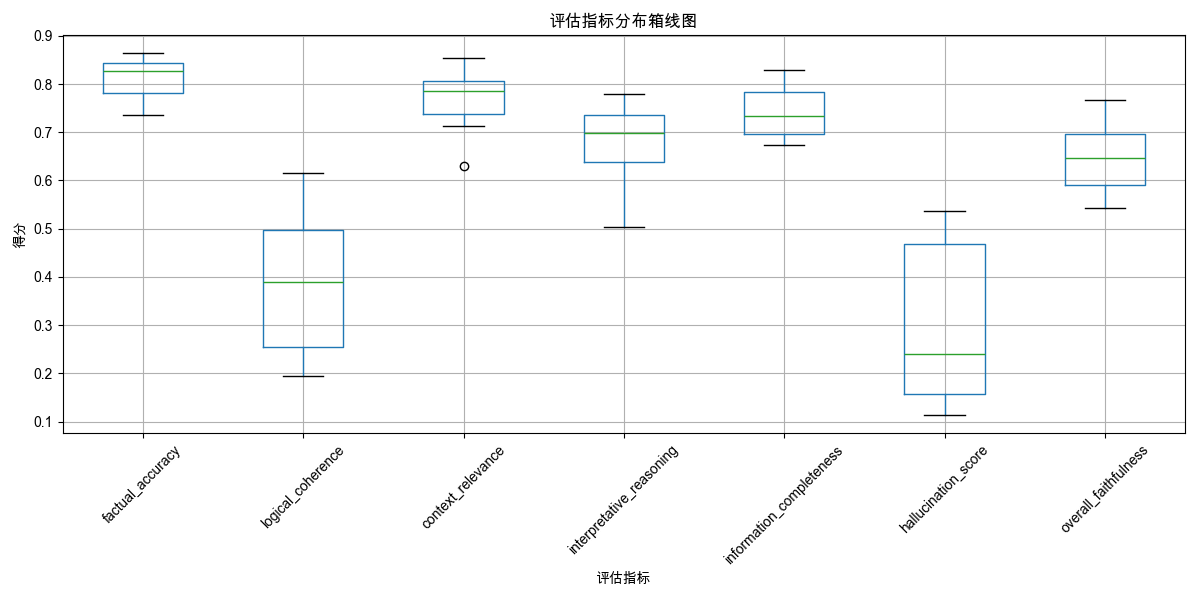 评估指标分布箱线图
得分
0.9
0.8
0.7
0.6
0.5
0.4
0.3
0.2
0.1
factual_accuracy
logical_coherence
context_relevance
interpretative_reasoning
information_completeness
hallucination_score
overall_faithfulness
评估指标